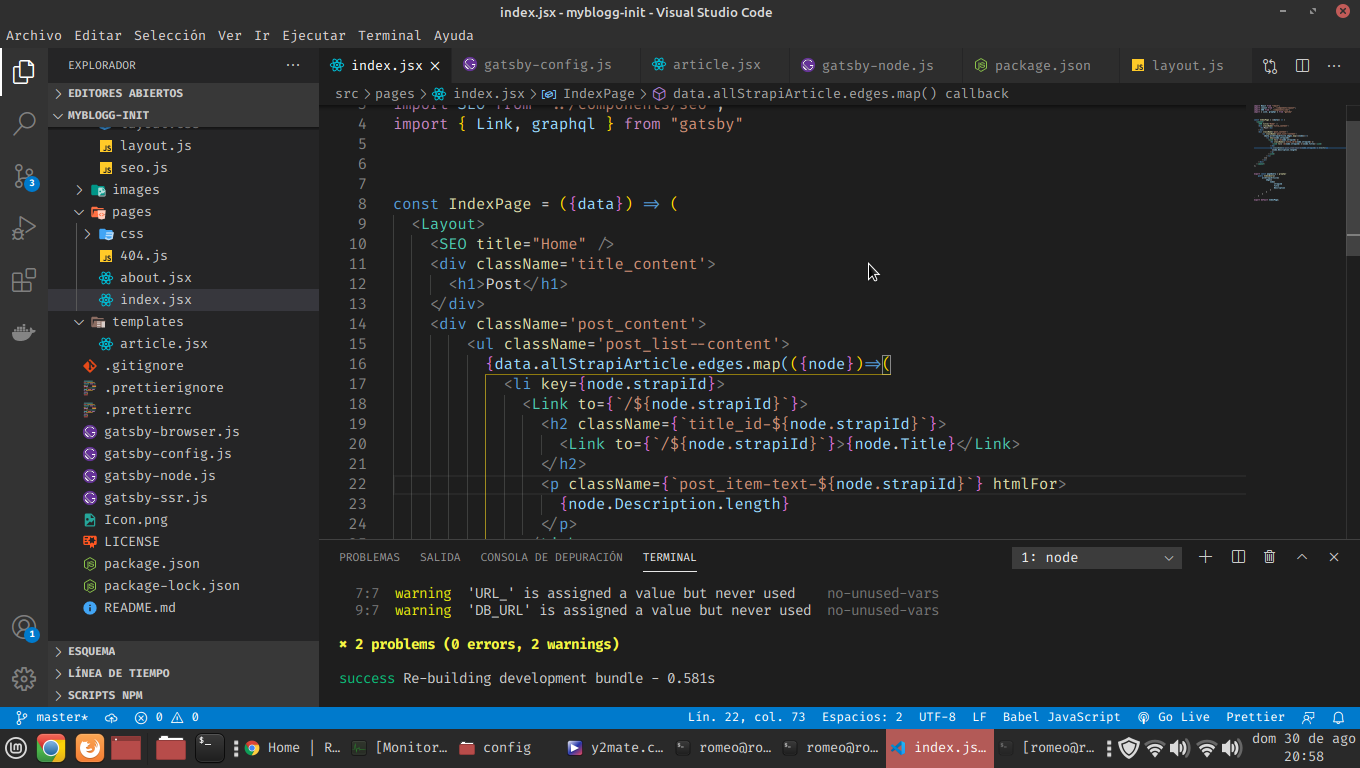 index.jsx - myblogg-init - Visual Studio Code
Archivo Editar Selección Ver Ir Ejecutar Terminal Ayuda
EXPLORADOR
EDITORES ABIERTOS
MYBLOGG-INIT
layout.js
seo.js
images
pages
css
404.js
about.jsx
index.jsx
templates
article.jsx
.gitignore
.prettierignore
.prettierrc
gatsby-browser.js
gatsby-config.js
gatsby-node.js
gatsby-ssr.js
Icon.png
LICENSE
package.json
package-lock.json
README.md
ESQUEMA
LÍNEA DE TIEMPO
SCRIPTS NPM
3
1
index.jsx gatsby-config.js article.jsx gatsby-node.js package.json layout.js
src > pages > index.jsx > IndexPage > data.allStrapiArticle.edges.map() callback
3 import SEO from "../components/seo";
4 import { Link, graphql } from "gatsby"
5
6
7
8 const IndexPage = ({data}) => (
9 <Layout>
10 <SEO title="Home" />
11 <div className='title_content'>
12 <h1>Post</h1>
13 </div>
14 <div className='post_content'>
15 <ul className='post_list--content'>
16 {data.allStrapiArticle.edges.map(({node})=>(
17 <li key={node.strapiId}>
18 <Link to={`/${node.strapiId}`}>
19 <h2 className={`title_id-${node.strapiId}`}>
20 <Link to={`/${node.strapiId}`}>{node.Title}</Link>
21 </h2>
22 <p className={`post_item-text-${node.strapiId}`} htmlFor>
23 {node.Description.length}
24 </p>
PROBLEMAS SALIDA CONSOLA DE DEPURACIÓN TERMINAL 1: node
7:7 warning 'URL_' is assigned a value but never used no-unused-vars
9:7 warning 'DB_URL' is assigned a value but never used no-unused-vars
✖ 2 problems (0 errors, 2 warnings)
success Re-building development bundle - 0.581s
master* 0 0 Lín. 22, col. 73 Espacios: 2 UTF-8 LF Babel JavaScript Go Live Prettier
Home | R... [Monitor... config y2mate.c... romeo@ro... romeo@ro... index.js... [romeo@r... dom 30 de ago
20:58